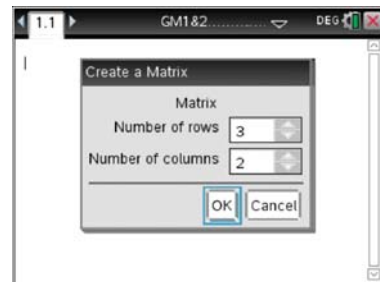 1.1 GM1&2............ DEG
Create a Matrix
Matrix
Number of rows 3
Number of columns 2
OK Cancel